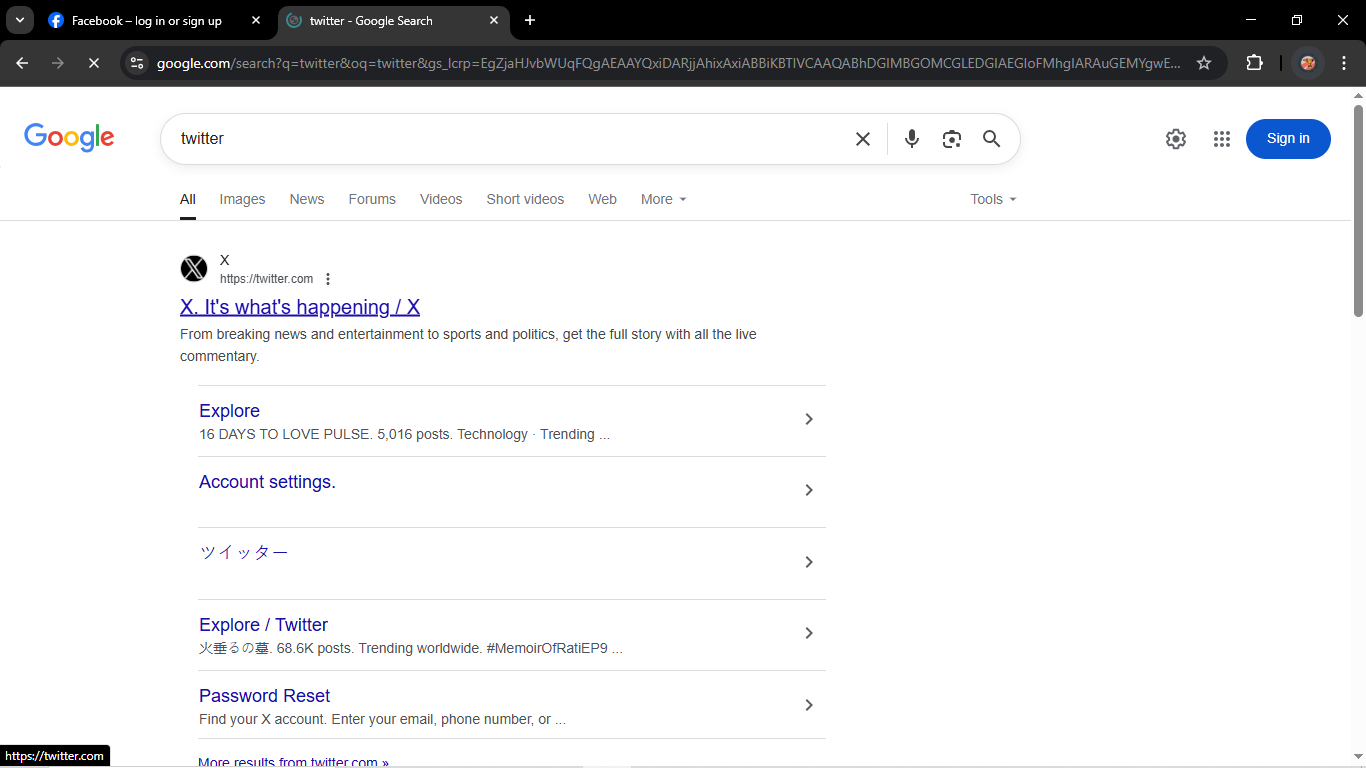 Facebook – log in or sign up
twitter - Google Search
google.com/search?q=twitter&oq=twitter&gs_lcrp=EgZjaHJvbWUqFQgAEAAYQxiDARjjAhixAxiABBiKBTIVCAAQABhDGIMBGOMCGLEDGIAEGIoFMhgIARAuGEMYgwE...
Google
twitter
Sign in
All
Images
News
Forums
Videos
Short videos
Web
More
Tools
X
https://twitter.com
X. It's what's happening / X
From breaking news and entertainment to sports and politics, get the full story with all the live
commentary.
Explore
16 DAYS TO LOVE PULSE. 5,016 posts. Technology · Trending ...
Account settings.
ツイッター
Explore / Twitter
火垂るの墓. 68.6K posts. Trending worldwide. #MemoirOfRatiEP9 ...
Password Reset
Find your X account. Enter your email, phone number, or ...
More results from twitter.com »
https://twitter.com